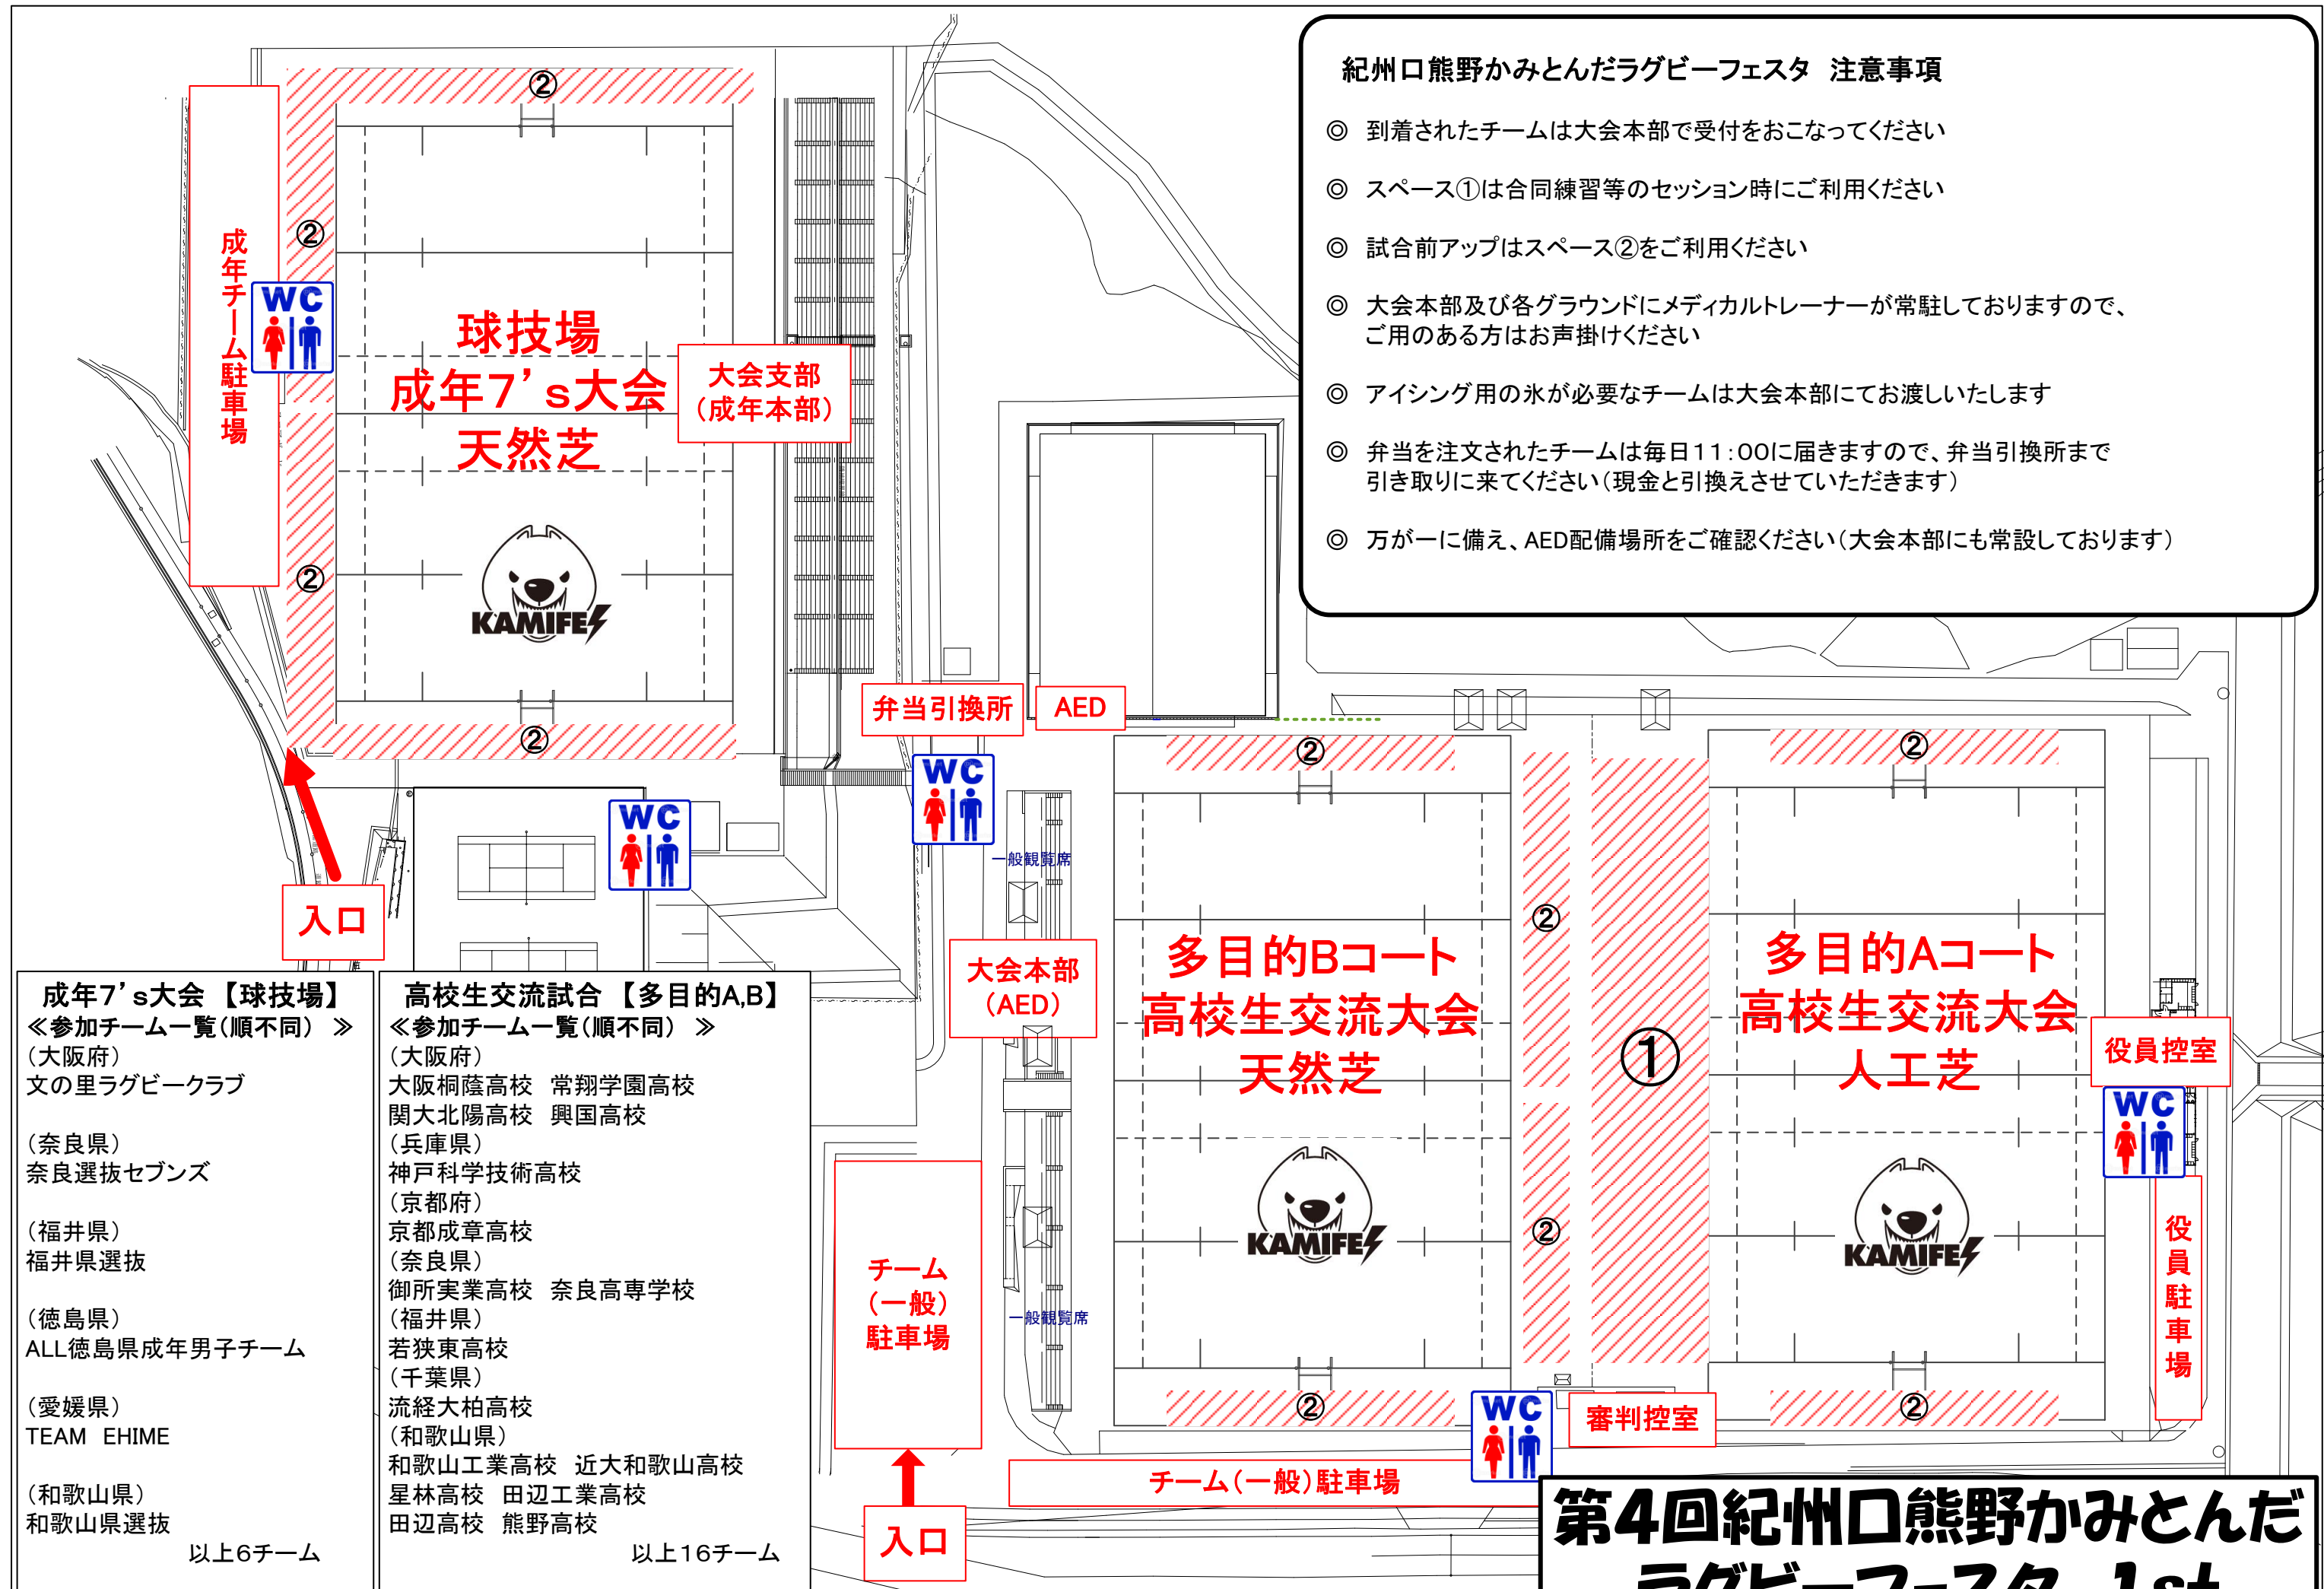 紀州口熊野かみとんだラグビーフェスタ 注意事項
◎ 到着されたチームは大会本部で受付をおこなってください
◎ スペース①は合同練習等のセッション時にご利用ください
◎ 試合前アップはスペース②をご利用ください
◎ 大会本部及び各グラウンドにメディカルトレーナーが常駐しておりますので、
ご用のある方はお声掛けください
◎ アイシング用の氷が必要なチームは大会本部にてお渡しいたします
◎ 弁当を注文されたチームは毎日11:00に届きますので、弁当引換所まで
引き取りに来てください(現金と引換えさせていただきます)
◎ 万が一に備え、AED配備場所をご確認ください(大会本部にも常設しております)
②
②
成年チーム駐車場
WC
球技場
成年7’s大会
天然芝
大会支部
(成年本部)
KAMIFES
②
②
入口
WC
弁当引換所
AED
WC
一般観覧席
大会本部
(AED)
一般観覧席
②
多目的Bコート
高校生交流大会
天然芝
KAMIFES
②
②
②
①
②
多目的Aコート
高校生交流大会
人工芝
KAMIFES
②
役員控室
WC
役員駐車場
チーム
(一般)
駐車場
入口
チーム(一般)駐車場
WC
審判控室
成年7’s大会 【球技場】
≪参加チーム一覧(順不同) ≫
(大阪府)
文の里ラグビークラブ
(奈良県)
奈良選抜セブンズ
(福井県)
福井県選抜
(徳島県)
ALL徳島県成年男子チーム
(愛媛県)
TEAM EHIME
(和歌山県)
和歌山県選抜
以上6チーム
高校生交流試合 【多目的A,B】
≪参加チーム一覧(順不同) ≫
(大阪府)
大阪桐蔭高校 常翔学園高校
関大北陽高校 興国高校
(兵庫県)
神戸科学技術高校
(京都府)
京都成章高校
(奈良県)
御所実業高校 奈良高専学校
(福井県)
若狭東高校
(千葉県)
流経大柏高校
(和歌山県)
和歌山工業高校 近大和歌山高校
星林高校 田辺工業高校
田辺高校 熊野高校
以上16チーム
第4回紀州口熊野かみとんだ
ラグビーフェスタ 1st